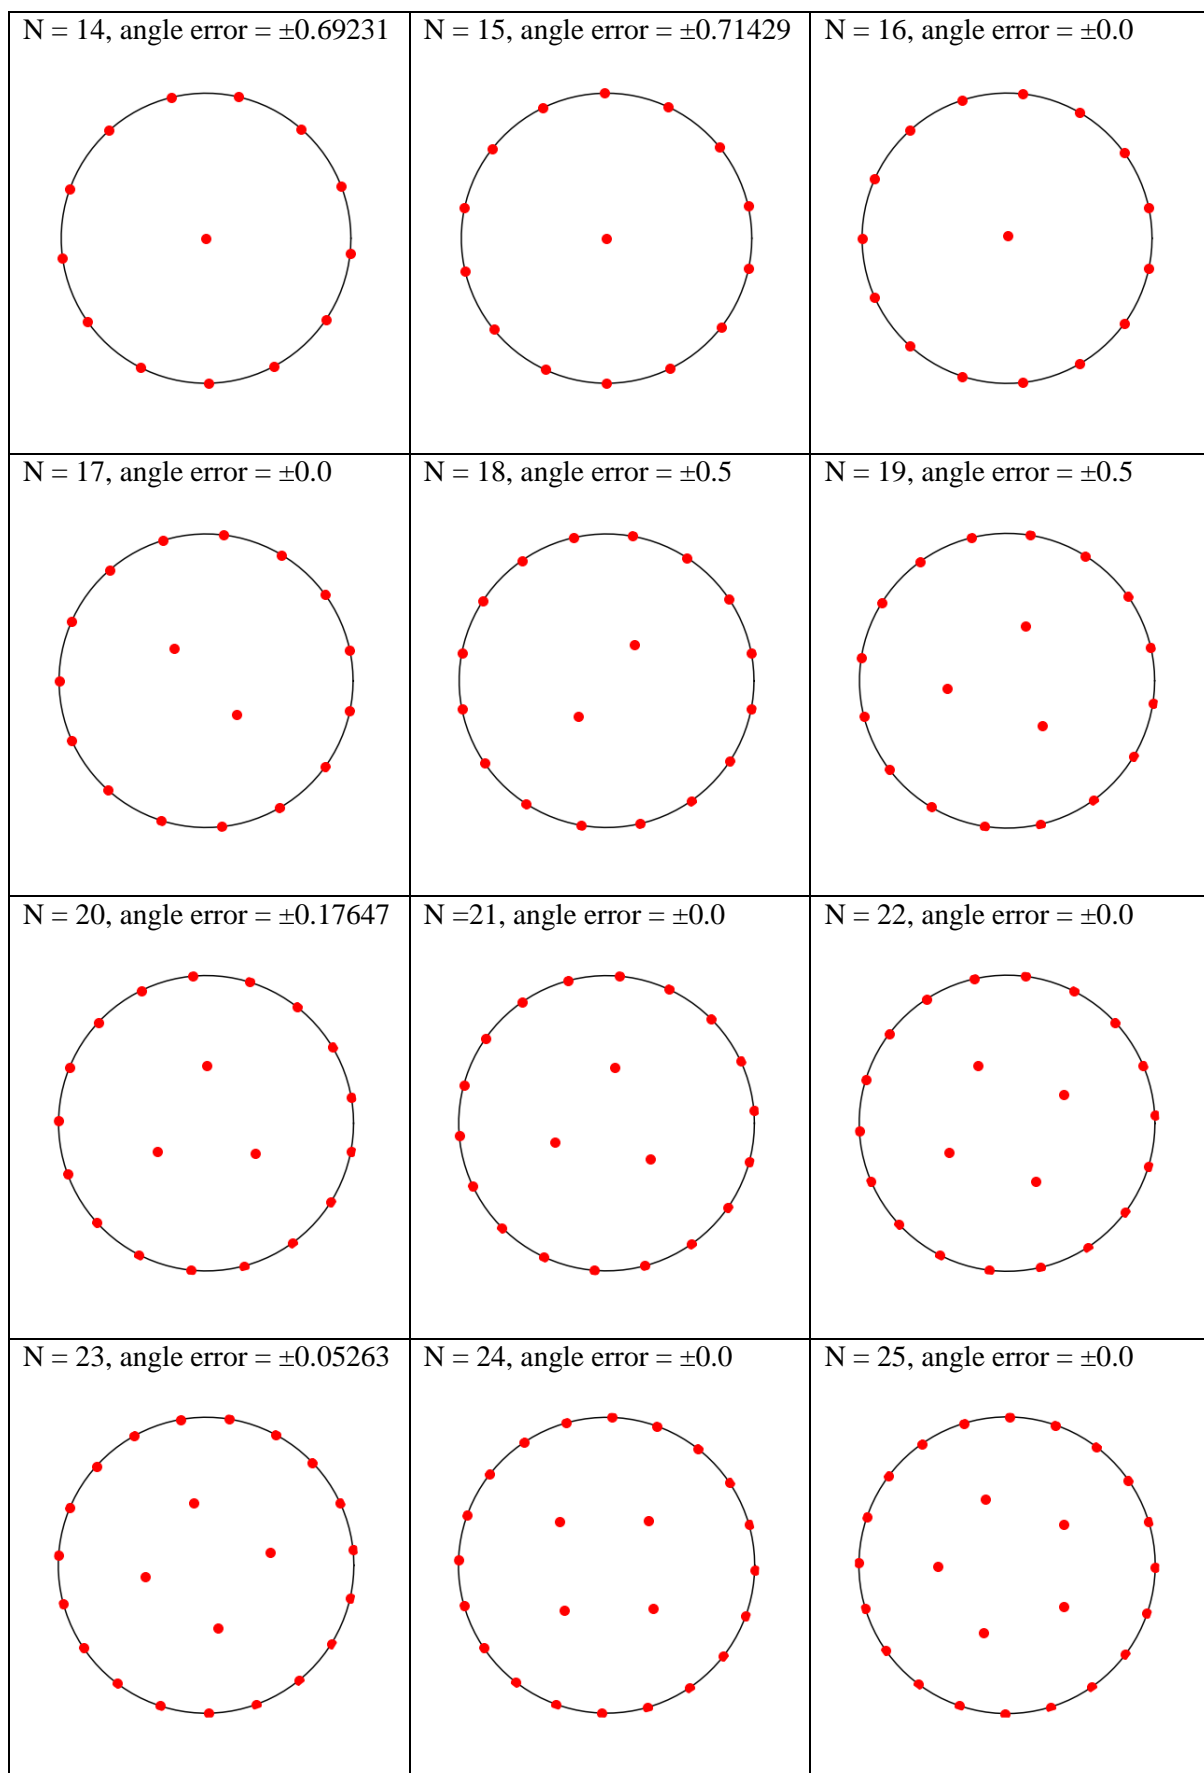 N = 14, angle error = ±0.69231
N = 15, angle error = ±0.71429
N = 16, angle error = ±0.0
N = 17, angle error = ±0.0
N = 18, angle error = ±0.5
N = 19, angle error = ±0.5
N = 20, angle error = ±0.17647
N =21, angle error = ±0.0
N = 22, angle error = ±0.0
N = 23, angle error = ±0.05263
N = 24, angle error = ±0.0
N = 25, angle error = ±0.0